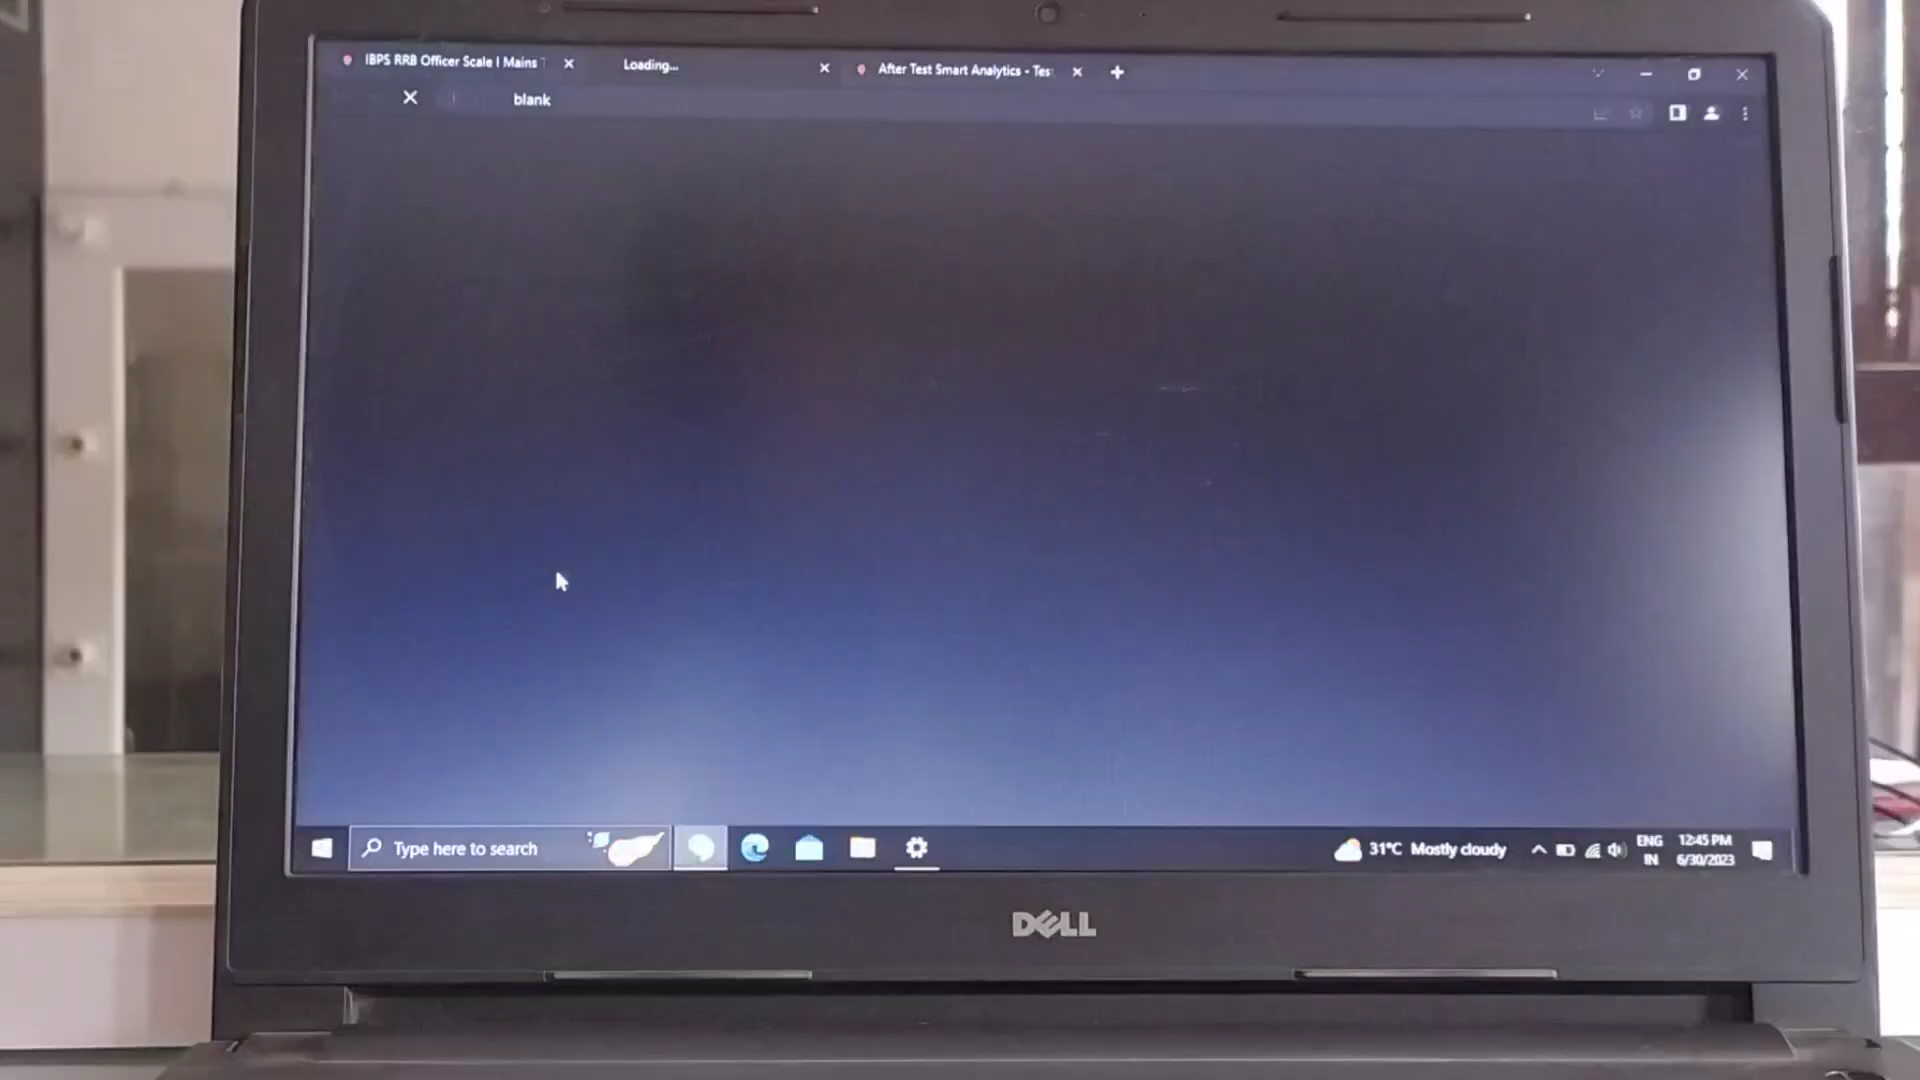 IBPS RRB Officer Scale I Mains
Loading...
After Test Smart Analytics - Tes
blank
Type here to search
31°C Mostly cloudy
ENG
IN
12:45 PM
6/30/2023
DELL